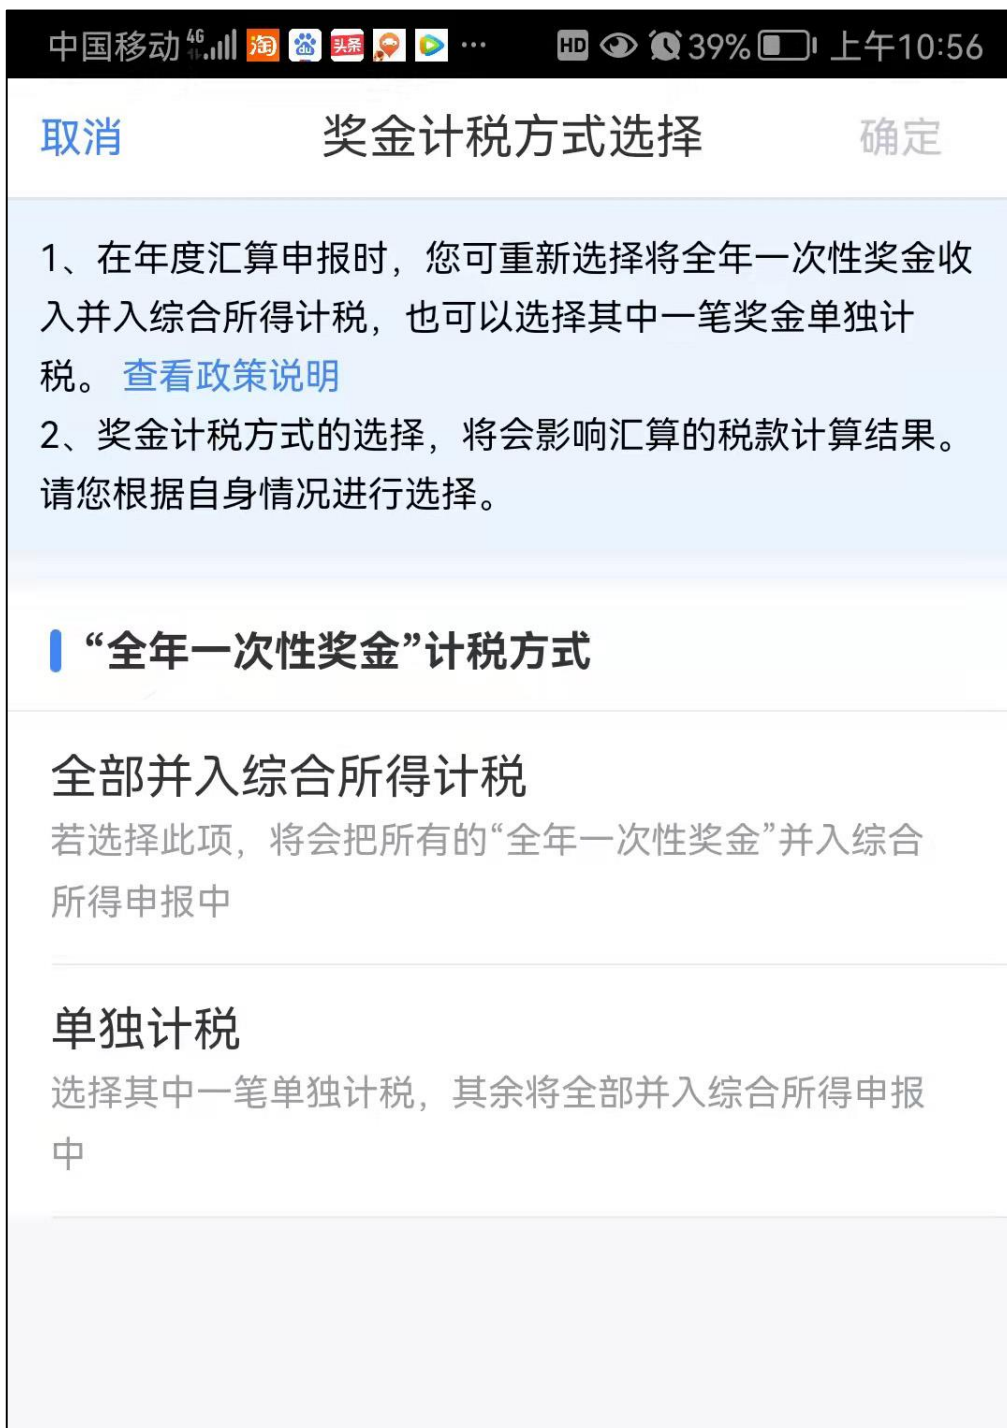 中国移动 4G 淘 du 头条 ··· HD 39% 上午10:56
取消 奖金计税方式选择 确定
1、在年度汇算申报时，您可重新选择将全年一次性奖金收
入并入综合所得计税，也可以选择其中一笔奖金单独计
税。 查看政策说明
2、奖金计税方式的选择，将会影响汇算的税款计算结果。
请您根据自身情况进行选择。
“全年一次性奖金”计税方式
全部并入综合所得计税
若选择此项，将会把所有的“全年一次性奖金”并入综合
所得申报中
单独计税
选择其中一笔单独计税，其余将全部并入综合所得申报
中